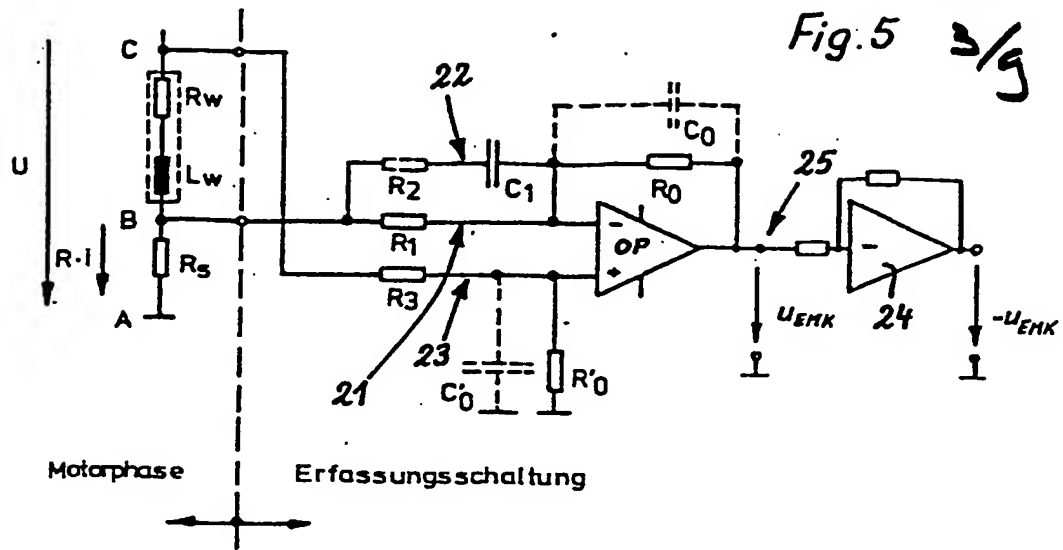 Fig. 5 3/9
C
22
Rw
C0
25
U
R2
C1
R0
Lw
B
R1
- OP +
-
R·i
Rs
R3
24
A
23
uEMK
-uEMK
21
C'0
R'0
Motorphase Erfassungsschaltung